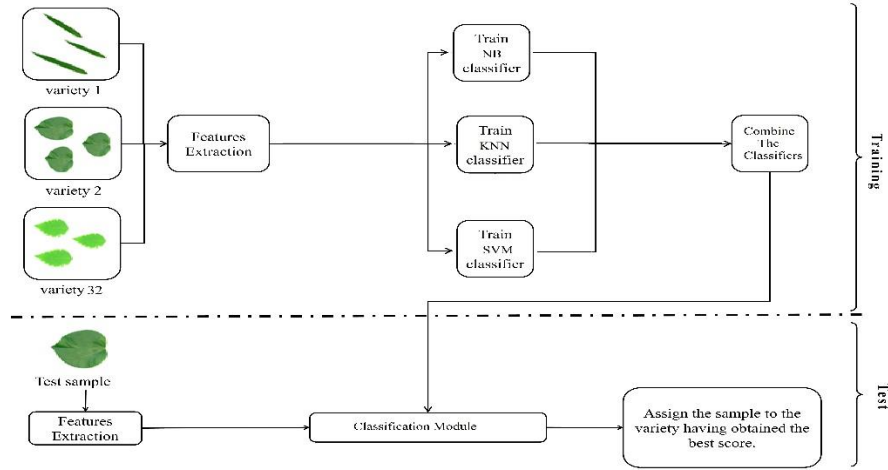 variety 1
variety 2
variety 32
Features
Extraction
Train
NB
classifier
Train
KNN
classifier
Train
SVM
classifier
Combine
The
Classifiers
Training
Test sample
Features
Extraction
Classification Module
Assign the sample to the
variety having obtained the
best score.
Test